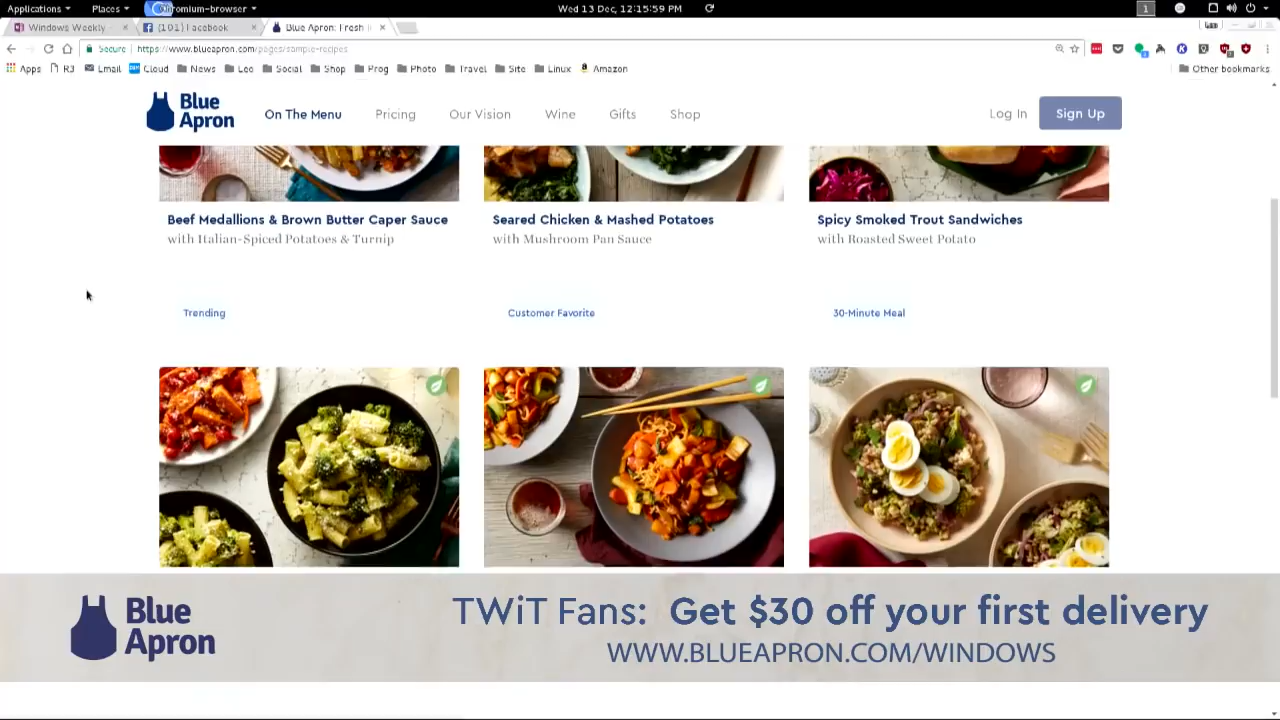 Applications Places Chromium-browser Wed 13 Dec, 12:15:59 PM 1
Windows Weekly (101) Facebook Blue Apron: Fresh
Secure https://www.blueapron.com/pages/sample-recipes
Apps R3 Email Cloud News Leo Social Shop Prog Photo Travel Site Linux Amazon Other bookmarks
Blue Apron On The Menu Pricing Our Vision Wine Gifts Shop Log In Sign Up
Beef Medallions & Brown Butter Caper Sauce Seared Chicken & Mashed Potatoes Spicy Smoked Trout Sandwiches
with Italian-Spiced Potatoes & Turnip with Mushroom Pan Sauce with Roasted Sweet Potato
Trending Customer Favorite 30-Minute Meal
Blue
Apron
TWiT Fans: Get $30 off your first delivery
WWW.BLUEAPRON.COM/WINDOWS